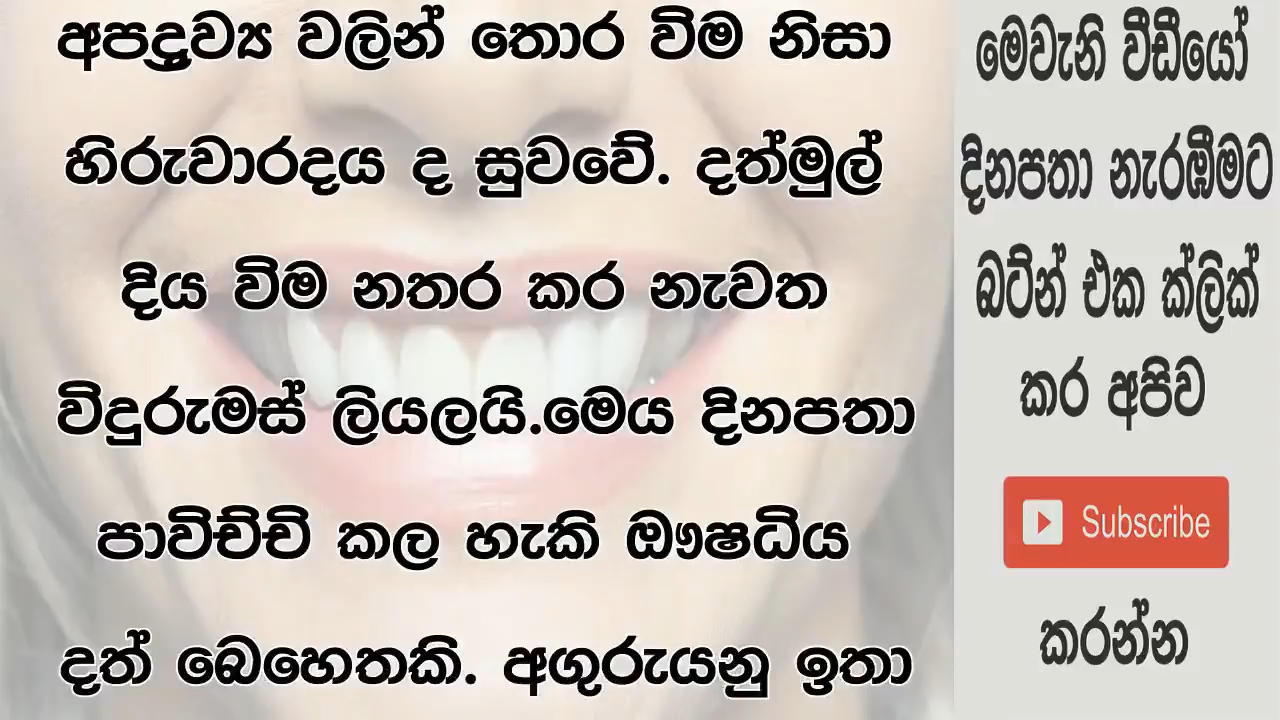 අපද්‍රව්‍ය වලින් තොර විම නිසා
හිරුවාරදය ද සුවවේ. දත්මුල්
දිය විම නතර කර නැවත
විදුරුමස් ලියලයි.මෙය දිනපතා
පාවිච්චි කල හැකි ඖෂධිය
දත් බෙහෙතකි. අගුරුයනු ඉතා
මෙවැනි වීඩීයෝ
දිනපතා නැරඹීමට
බටින් එක ක්ලික්
කර අපිව
Subscribe
කරන්න